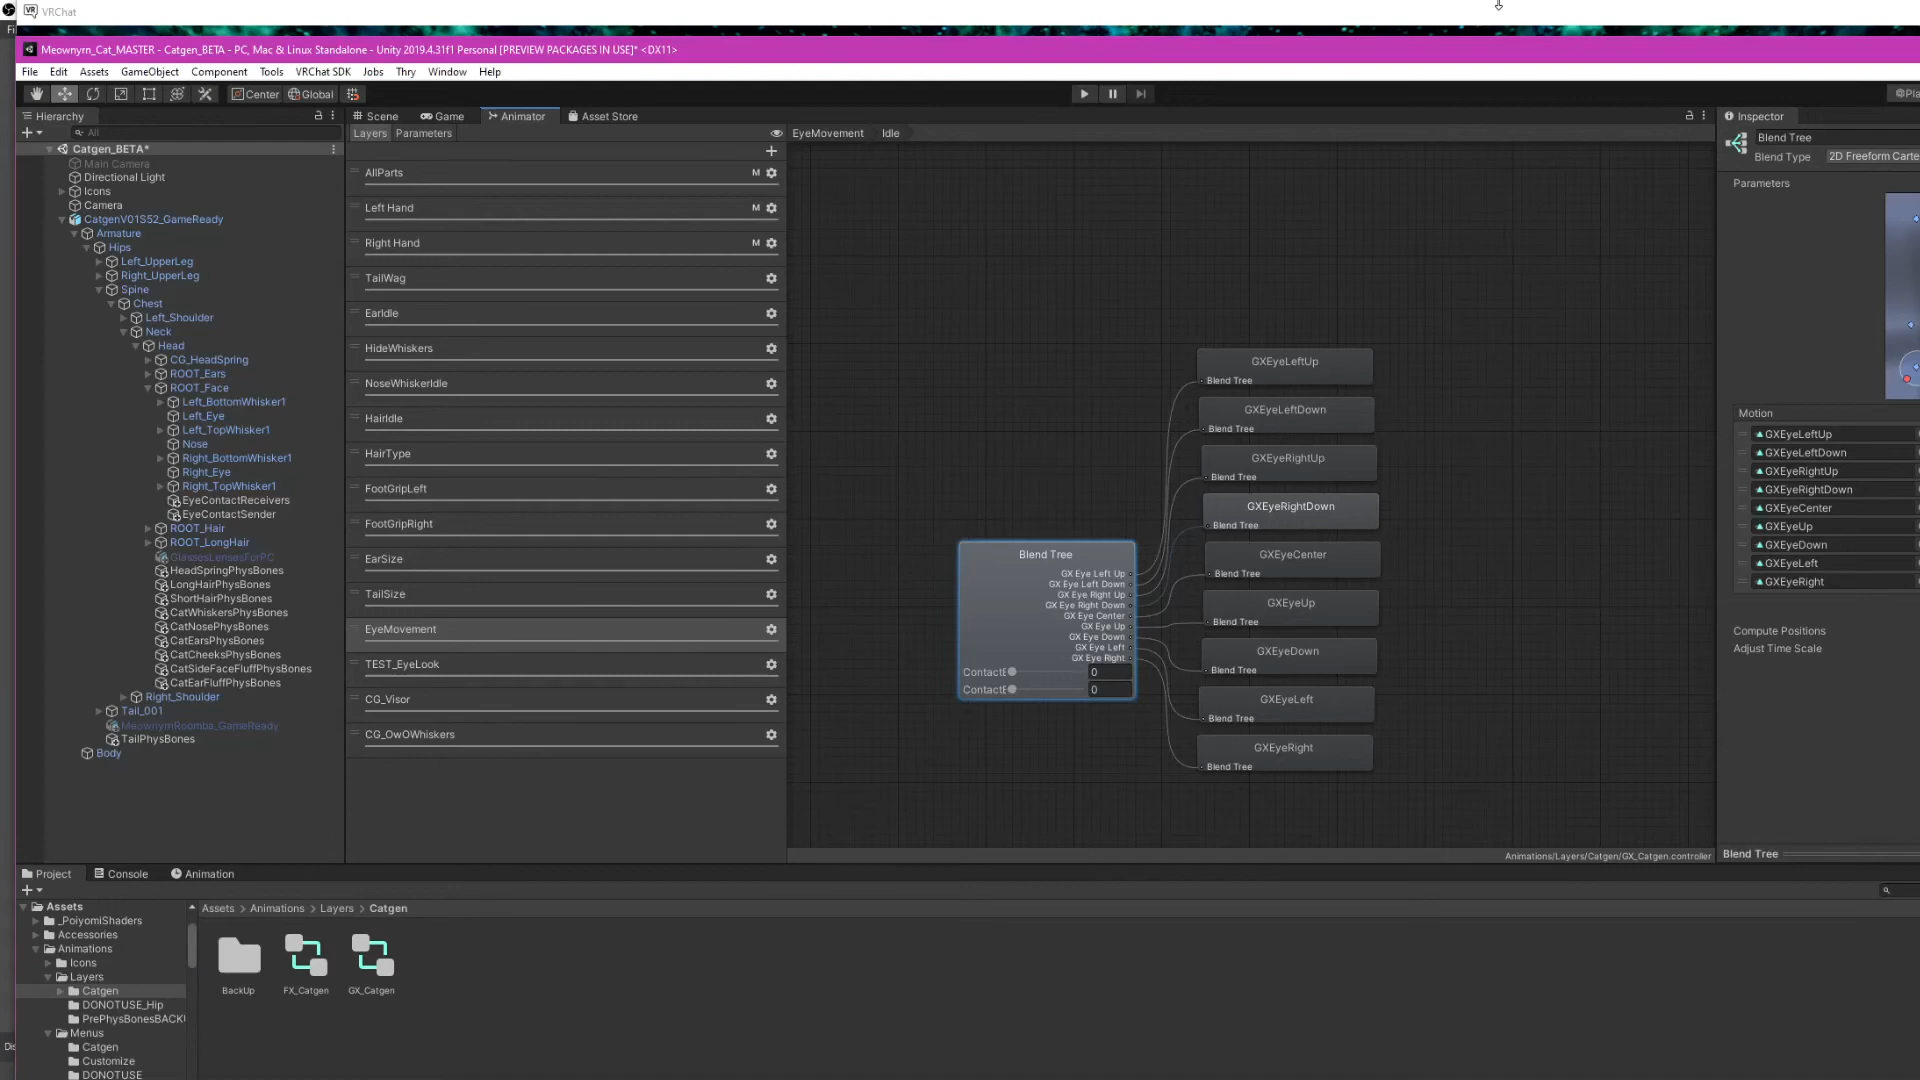 VRChat
Meownyrn_Cat_MASTER - Catgen_BETA - PC, Mac & Linux Standalone - Unity 2019.4.31f1 Personal [PREVIEW PACKAGES IN USE]* <DX11>
File Edit Assets GameObject Component Tools VRChat SDK Jobs Thry Window Help
Center Global
Hierarchy
All
Catgen_BETA*
Main Camera
Directional Light
Icons
Camera
CatgenV01S52_GameReady
Armature
Hips
Left_UpperLeg
Right_UpperLeg
Spine
Chest
Left_Shoulder
Neck
Head
CG_HeadSpring
ROOT_Ears
ROOT_Face
Left_BottomWhisker1
Left_Eye
Left_TopWhisker1
Nose
Right_BottomWhisker1
Right_Eye
Right_TopWhisker1
EyeContactReceivers
EyeContactSender
ROOT_Hair
ROOT_LongHair
GlassesLensesForPC
HeadSpringPhysBones
LongHairPhysBones
ShortHairPhysBones
CatWhiskersPhysBones
CatNosePhysBones
CatEarsPhysBones
CatCheeksPhysBones
CatSideFaceFluffPhysBones
CatEarFluffPhysBones
Right_Shoulder
Tail_001
MeownymRoomba_GameReady
TailPhysBones
Body
Scene Game Animator Asset Store
Layers Parameters
AllParts M
Left Hand M
Right Hand M
TailWag
EarIdle
HideWhiskers
NoseWhiskerIdle
HairIdle
HairType
FootGripLeft
FootGripRight
EarSize
TailSize
EyeMovement
TEST_EyeLook
CG_Visor
CG_OwOWhiskers
EyeMovement Idle
Blend Tree
GX Eye Left Up
GX Eye Left Down
GX Eye Right Up
GX Eye Right Down
GX Eye Center
GX Eye Up
GX Eye Down
GX Eye Left
GX Eye Right
ContactE 0
ContactE 0
GXEyeLeftUp
Blend Tree
GXEyeLeftDown
Blend Tree
GXEyeRightUp
Blend Tree
GXEyeRightDown
Blend Tree
GXEyeCenter
Blend Tree
GXEyeUp
Blend Tree
GXEyeDown
Blend Tree
GXEyeLeft
Blend Tree
GXEyeRight
Blend Tree
Animations/Layers/Catgen/GX_Catgen.controller
Inspector
Blend Tree
Blend Type 2D Freeform Carte
Parameters
Motion
GXEyeLeftUp
GXEyeLeftDown
GXEyeRightUp
GXEyeRightDown
GXEyeCenter
GXEyeUp
GXEyeDown
GXEyeLeft
GXEyeRight
Compute Positions
Adjust Time Scale
Blend Tree
Project Console Animation
Assets
_PoiyomiShaders
Accessories
Animations
Icons
Layers
Catgen
DONOTUSE_Hip
PrePhysBonesBACK
Menus
Catgen
Customize
DONOTUSE
Assets > Animations > Layers > Catgen
BackUp
FX_Catgen
GX_Catgen